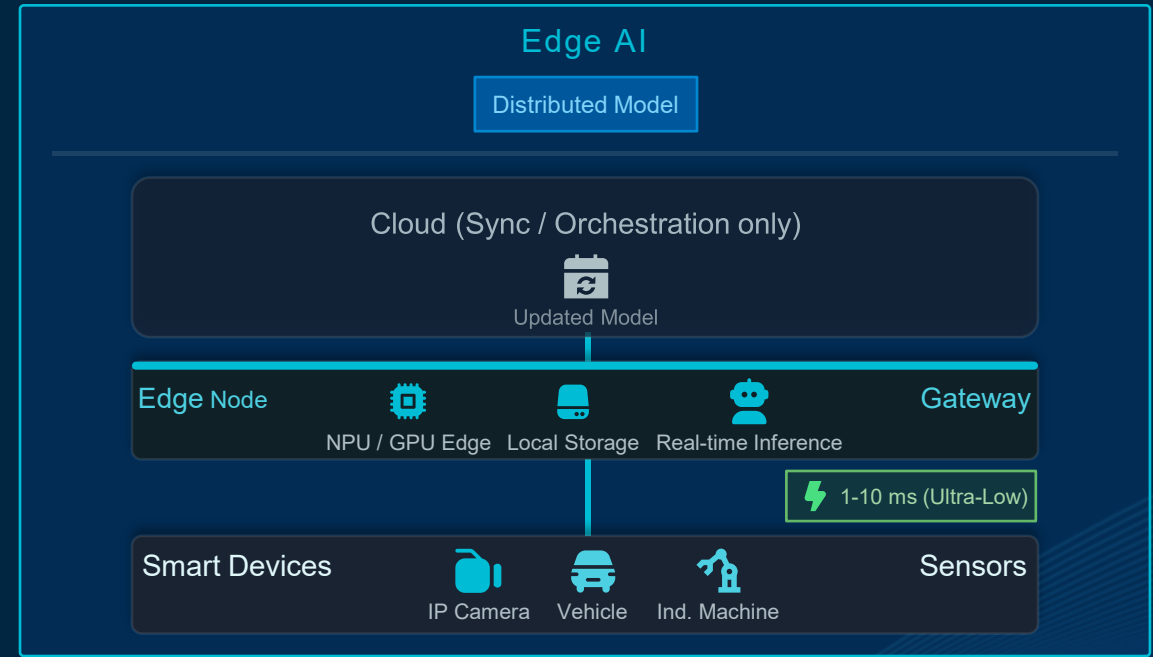 Edge AI
Distributed Model
Cloud (Sync / Orchestration only)
Updated Model
Edge Node
Gateway
NPU / GPU Edge
Local Storage
Real-time Inference
1-10 ms (Ultra-Low)
Smart Devices
Sensors
IP Camera
Vehicle
Ind. Machine